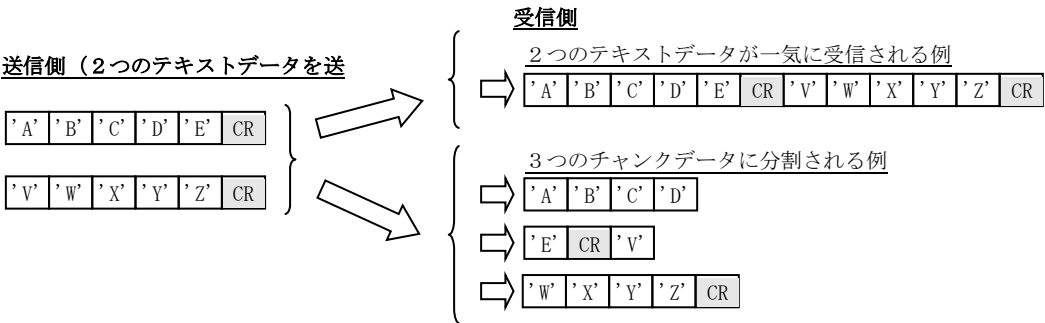 受信側
送信側（２つのテキストデータを送
２つのテキストデータが一気に受信される例
'A' 'B' 'C' 'D' 'E' CR 'V' 'W' 'X' 'Y' 'Z' CR
'A' 'B' 'C' 'D' 'E' CR
'V' 'W' 'X' 'Y' 'Z' CR
３つのチャンクデータに分割される例
'A' 'B' 'C' 'D'
'E' CR 'V'
'W' 'X' 'Y' 'Z' CR